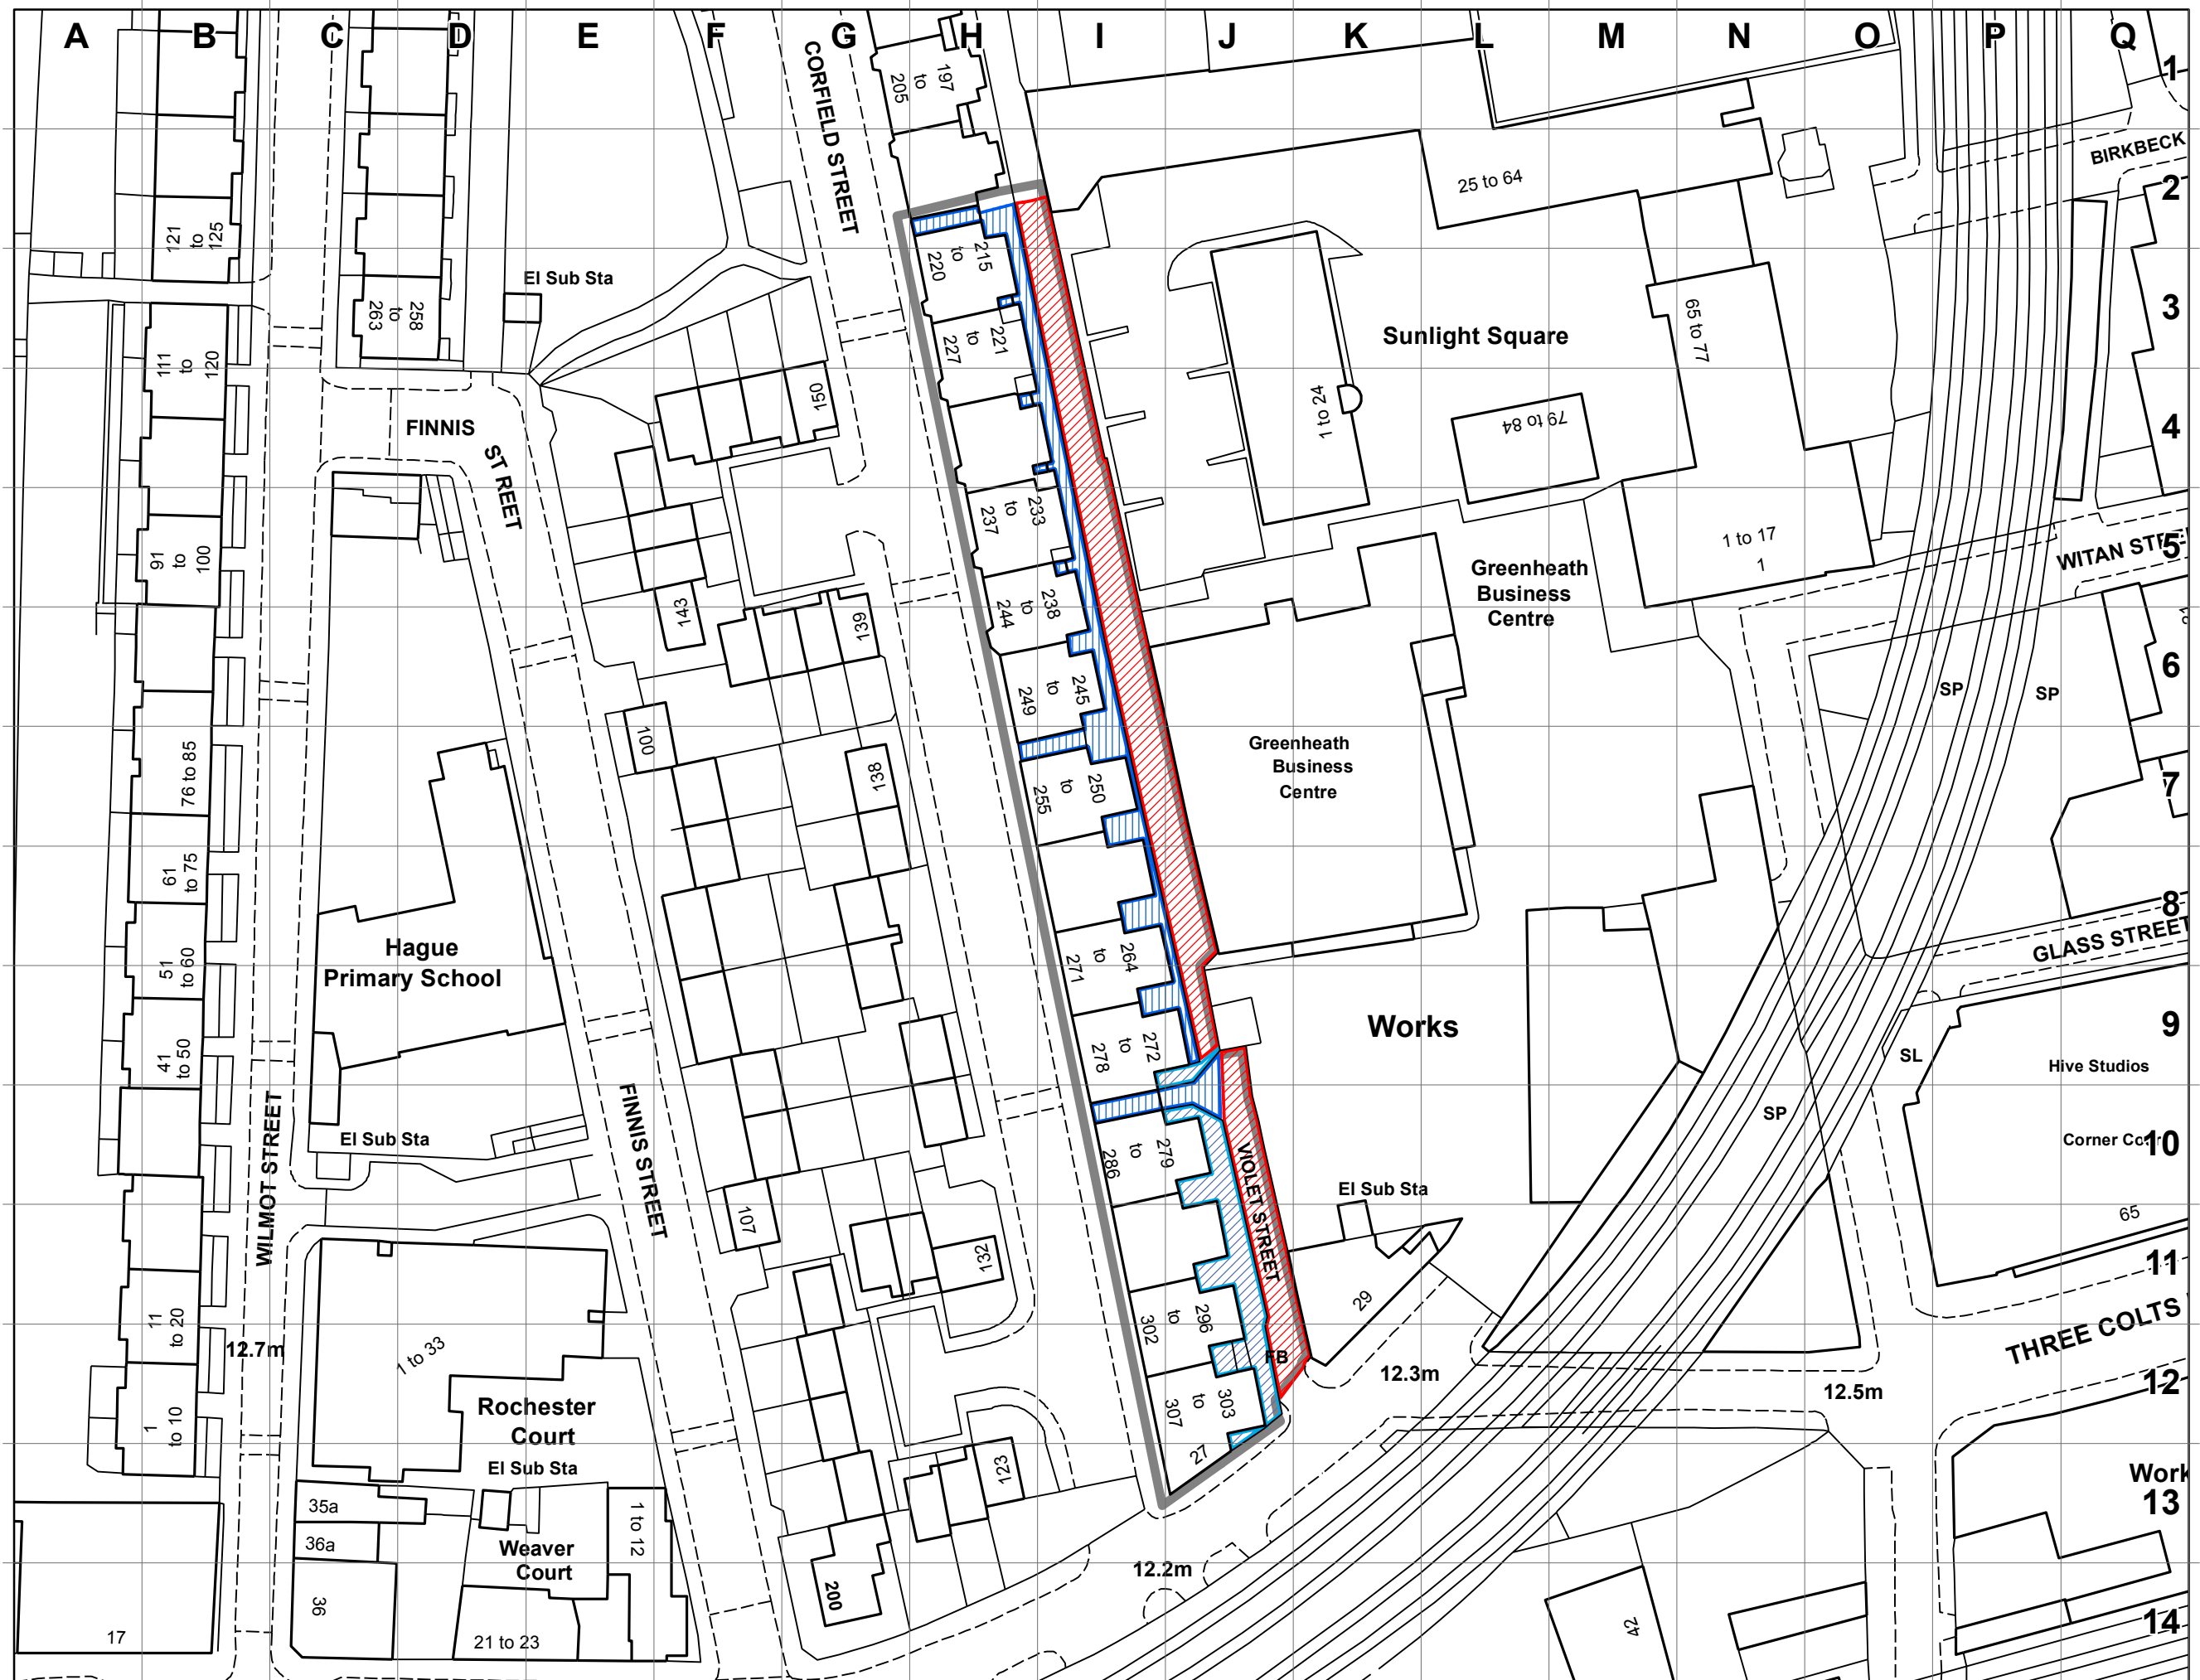 A B C D E F G H I J K L M N O P Q
1
2
3
4
5
6
7
8
9
10
11
12
13
14
CORFIELD STREET
197
to
205
BIRKBECK
25 to 64
121
to
125
215
to
220
El Sub Sta
263
to
258
111
to
120
221
to
227
Sunlight Square
65 to 77
150
1 to 24
79 to 84
FINNIS
STREET
233
to
237
91
to
100
1 to 17
1
WITAN STREE
Greenheath
Business
Centre
143
139
238
to
244
245
to
249
SP
SP
100
76 to 85
138
Greenheath
Business
Centre
250
to
255
61
to 75
Hague
Primary School
51
to 60
264
to
271
GLASS STREET
Works
41
to 50
272
to
278
SL
Hive Studios
SP
WILMOT STREET
El Sub Sta
FINNIS STREET
279
to
286
VIOLET STREET
El Sub Sta
107
132
65
29
11
to 20
12.7m
1 to 33
296
to
302
FB
12.3m
THREE COLTS
12.5m
1
to 10
Rochester
Court
303
to
307
27
El Sub Sta
123
35a
36a
36
Weaver
Court
1 to 12
12.2m
200
42
17
21 to 23